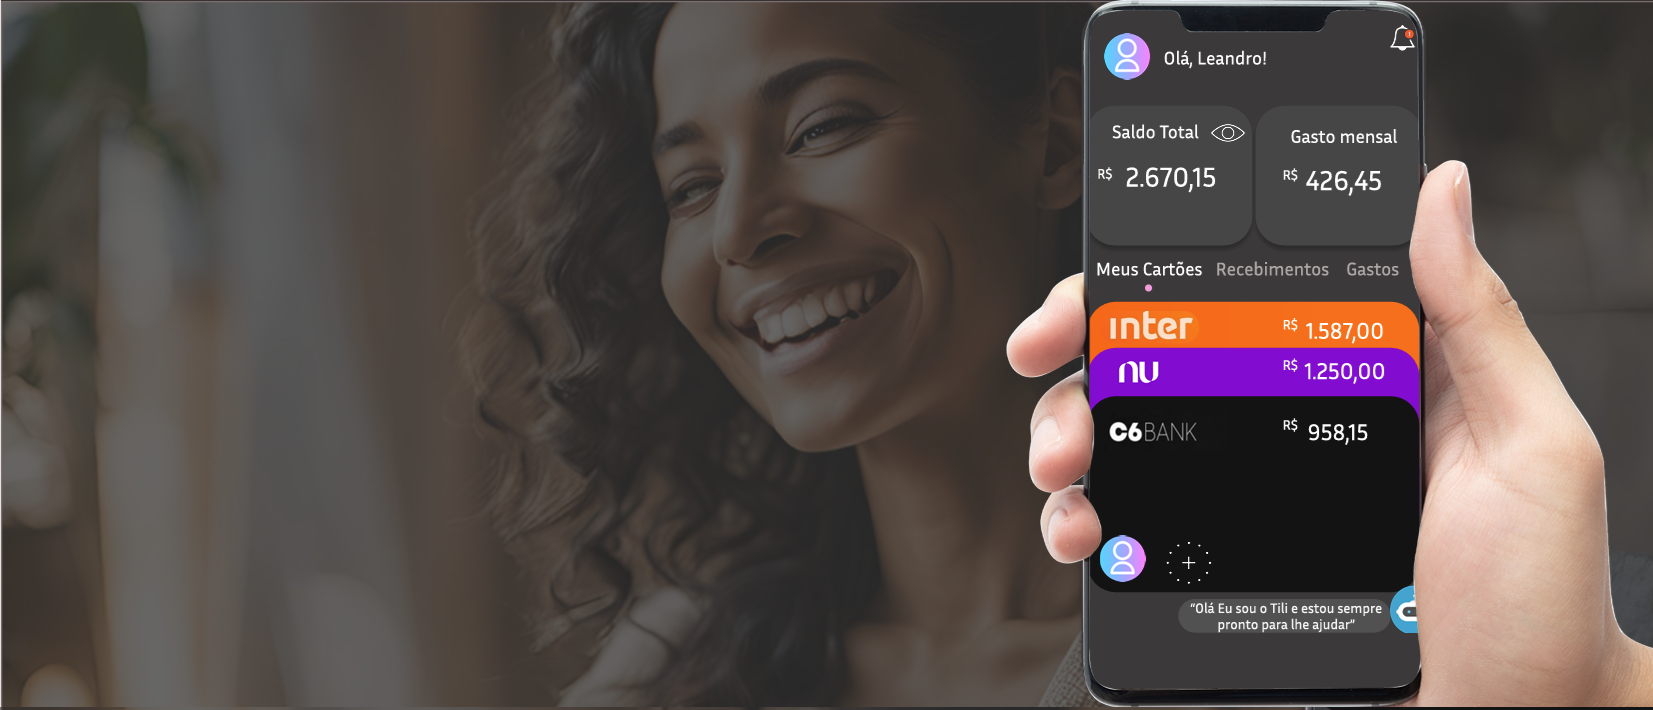 Olá, Leandro!
Saldo Total
R$ 2.670,15
Gasto mensal
R$ 426,45
Meus Cartões Recebimentos Gastos
inter R$ 1.587,00
nu R$ 1.250,00
C6BANK R$ 958,15
“Olá Eu sou o Tili e estou sempre
pronto para lhe ajudar”